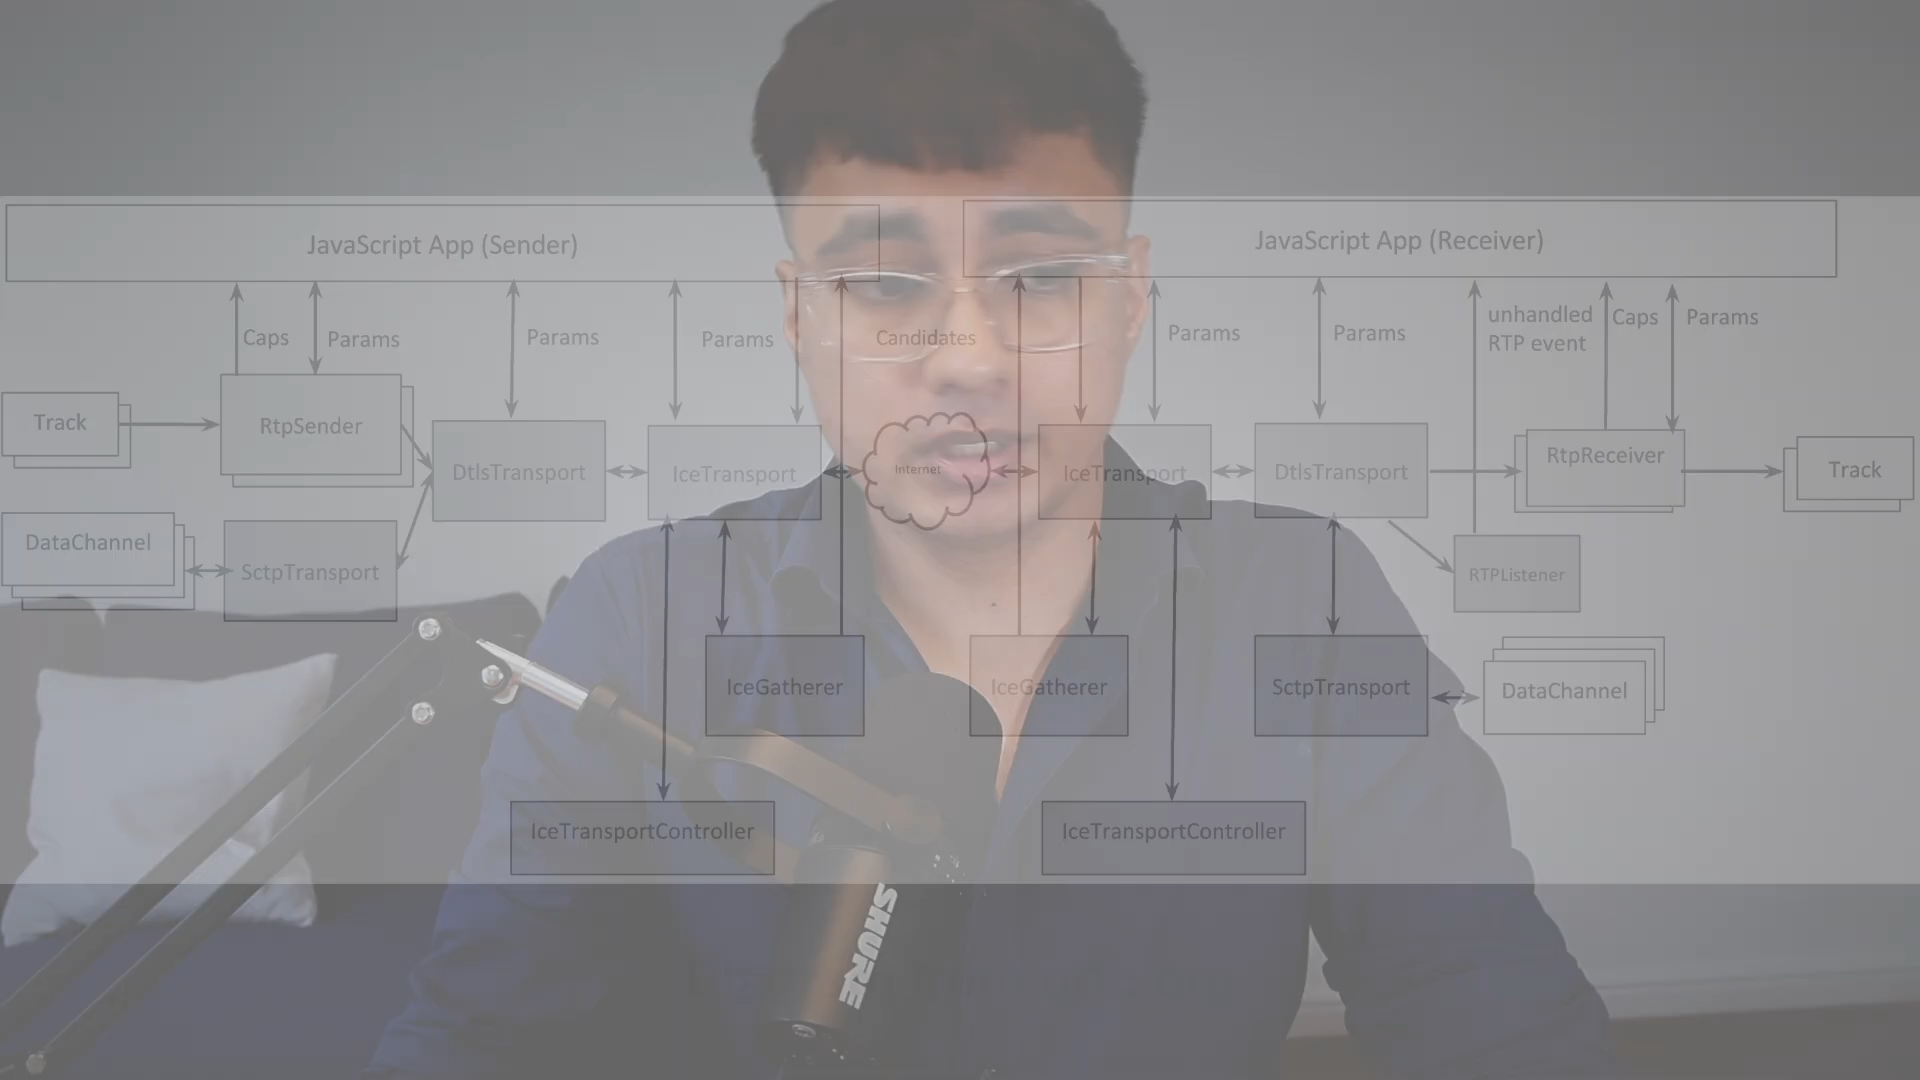 JavaScript App (Sender)
JavaScript App (Receiver)
Caps
Params
Params
Params
Candidates
Params
Params
unhandled
RTP event
Caps
Params
Track
RtpSender
DtlsTransport
IceTransport
Internet
IceTransport
DtlsTransport
RtpReceiver
Track
DataChannel
SctpTransport
RTPListener
IceGatherer
IceGatherer
SctpTransport
DataChannel
IceTransportController
IceTransportController
SHURE